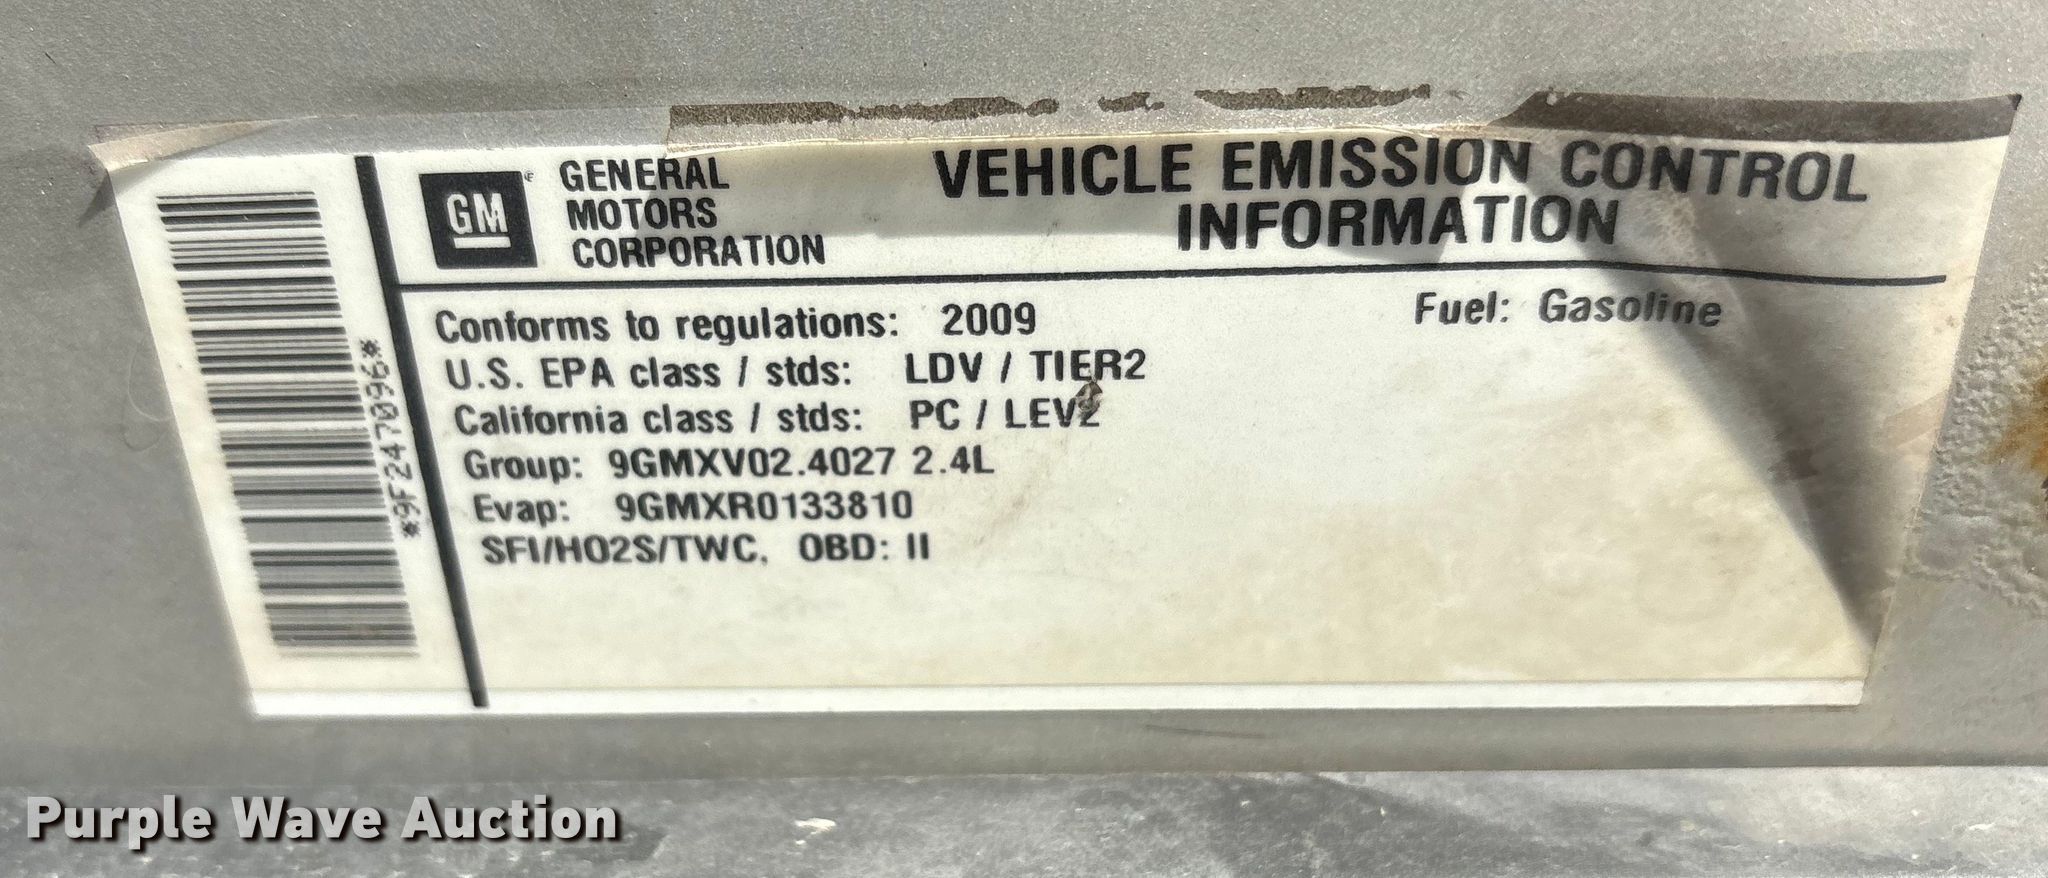 GM
GENERAL
MOTORS
CORPORATION
VEHICLE EMISSION CONTROL
INFORMATION
Conforms to regulations: 2009
Fuel: Gasoline
U.S. EPA class / stds: LDV / TIER2
California class / stds: PC / LEV2
Group: 9GMXV02.4027 2.4L
Evap: 9GMXR0133810
SFI/HO2S/TWC, OBD: II
*9F2447096*
Purple Wave Auction